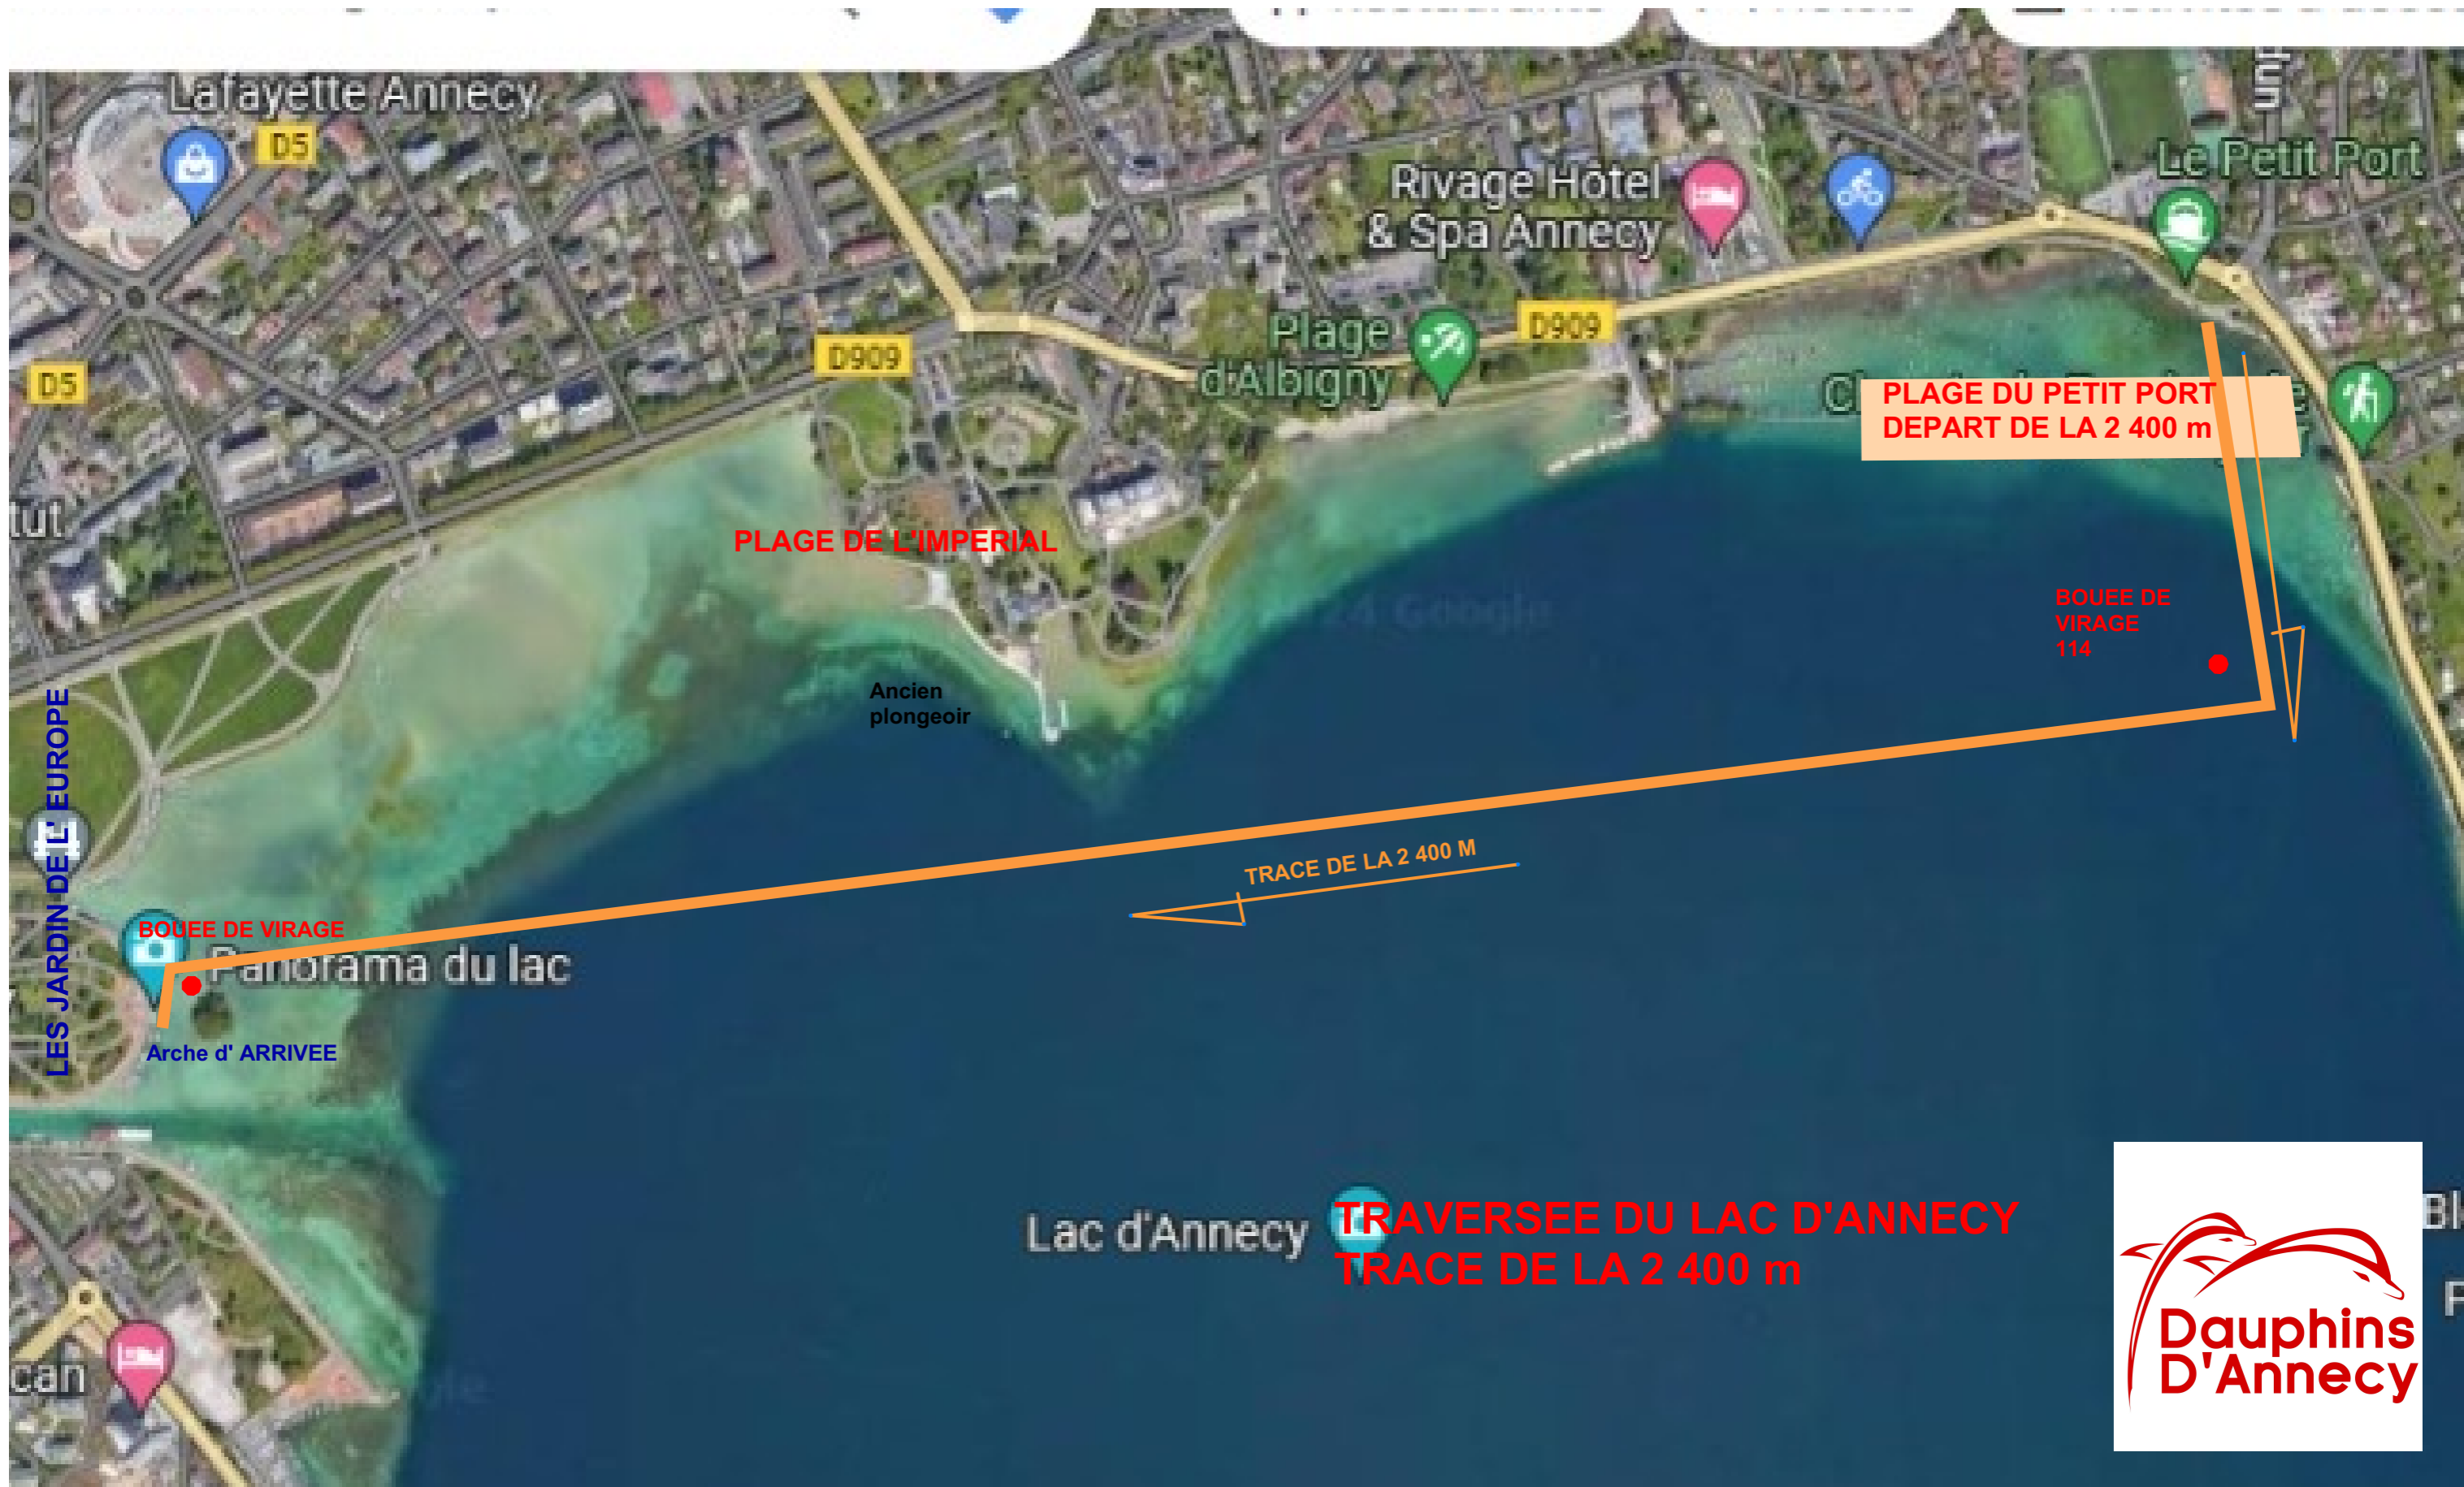 Lafayette Annecy
D5
Le Petit Port
Rivage Hôtel
& Spa Annecy
D909
Plage
d'Albigny
D909
D5
PLAGE DU PETIT PORT
DEPART DE LA 2 400 m
tut
PLAGE DE L'IMPERIAL
BOUEE DE
VIRAGE
114
Google
Ancien
plongeoir
LES JARDIN DE L' EUROPE
TRACE DE LA 2 400 M
BOUEE DE VIRAGE
Panorama du lac
Arche d' ARRIVEE
Lac d'Annecy
TRAVERSEE DU LAC D'ANNECY
TRACE DE LA 2 400 m
can
Dauphins
D'Annecy